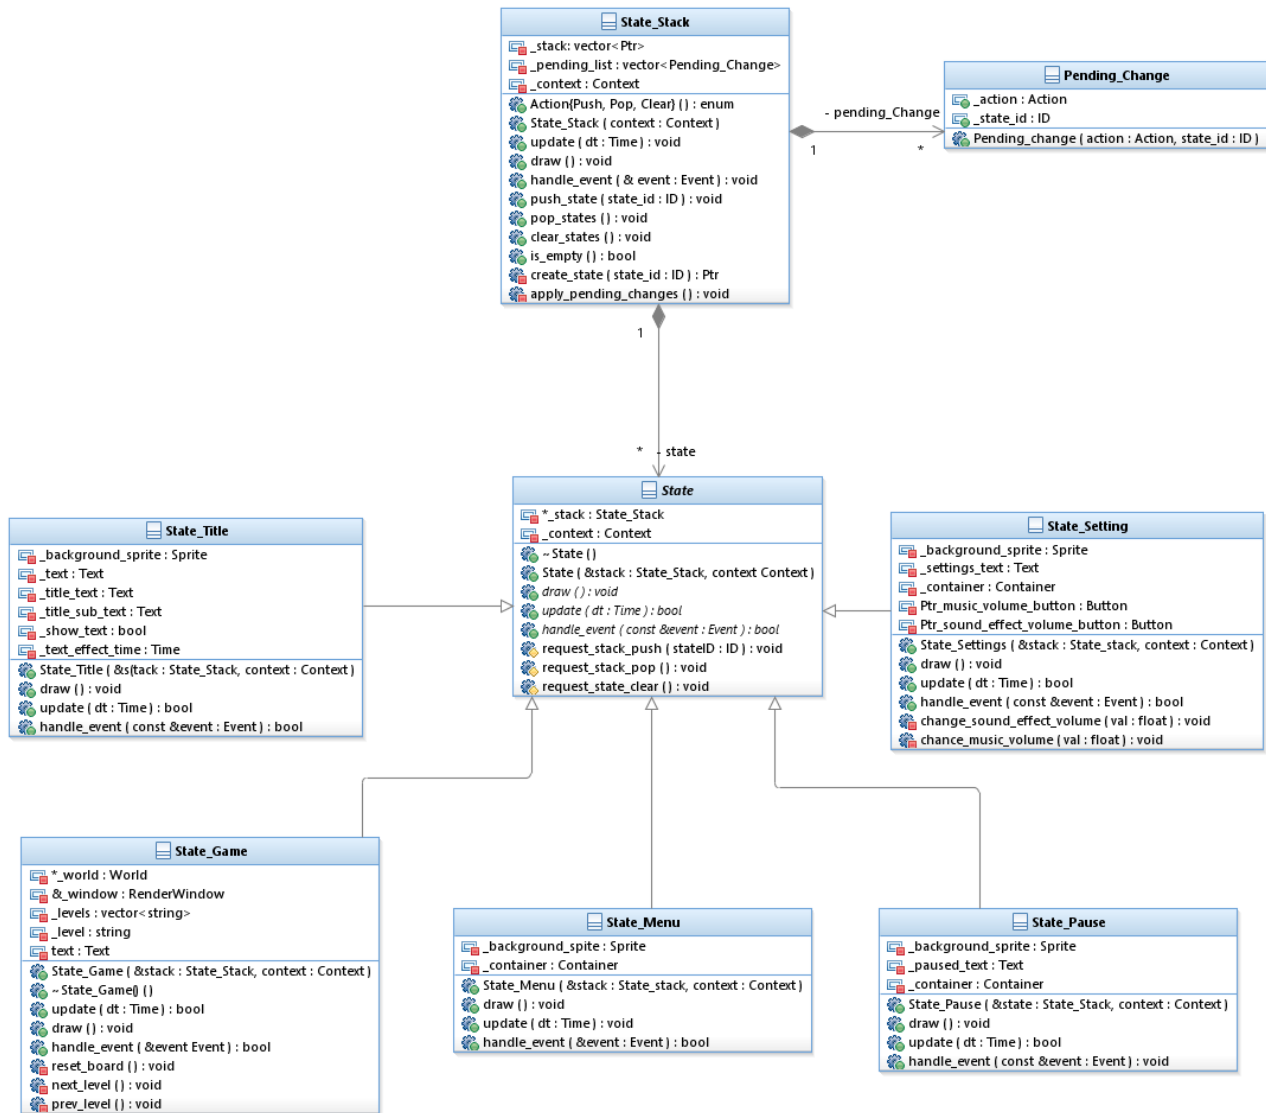 State_Stack
_stack: vector<Ptr>
_pending_list : vector<Pending_Change>
_context : Context
Action{Push, Pop, Clear} ( ) : enum
State_Stack ( context : Context )
update ( dt : Time ) : void
draw ( ) : void
handle_event ( & event : Event ) : void
push_state ( state_id : ID ) : void
pop_states ( ) : void
clear_states ( ) : void
is_empty ( ) : bool
create_state ( state_id : ID ) : Ptr
apply_pending_changes ( ) : void
- pending_Change
1
*
Pending_Change
_action : Action
_state_id : ID
Pending_change ( action : Action, state_id : ID )
1
* - state
State
*_stack : State_Stack
_context : Context
~State ( )
State ( &stack : State_Stack, context Context )
draw ( ) : void
update ( dt : Time ) : bool
handle_event ( const &event : Event ) : bool
request_stack_push ( stateID : ID ) : void
request_stack_pop ( ) : void
request_state_clear ( ) : void
State_Title
_background_sprite : Sprite
_text : Text
_title_text : Text
_title_sub_text : Text
_show_text : bool
_text_effect_time : Time
State_Title ( &s(tack : State_Stack, context : Context )
draw ( ) : void
update ( dt : Time ) : bool
handle_event ( const &event : Event ) : bool
State_Setting
_background_sprite : Sprite
_settings_text : Text
_container : Container
Ptr_music_volume_button : Button
Ptr_sound_effect_volume_button : Button
State_Settings ( &stack : State_stack, context : Context )
draw ( ) : void
update ( dt : Time ) : bool
handle_event ( const &event : Event ) : bool
change_sound_effect_volume ( val : float ) : void
chance_music_volume ( val : float ) : void
State_Game
*_world : World
&_window : RenderWindow
_levels : vector<string>
_level : string
text : Text
State_Game ( &stack : State_Stack, context : Context )
~State_Game() ( )
update ( dt : Time ) : bool
draw ( ) : void
handle_event ( &event Event ) : bool
reset_board ( ) : void
next_level ( ) : void
prev_level ( ) : void
State_Menu
_background_spite : Sprite
_container : Container
State_Menu ( &stack : State_stack, context : Context )
draw ( ) : void
update ( dt : Time ) : void
handle_event ( &event : Event ) : bool
State_Pause
_background_sprite : Sprite
_paused_text : Text
_container : Container
State_Pause ( &state : State_Stack, context : Context )
draw ( ) : void
update ( dt : Time ) : bool
handle_event ( const &event : Event ) : void